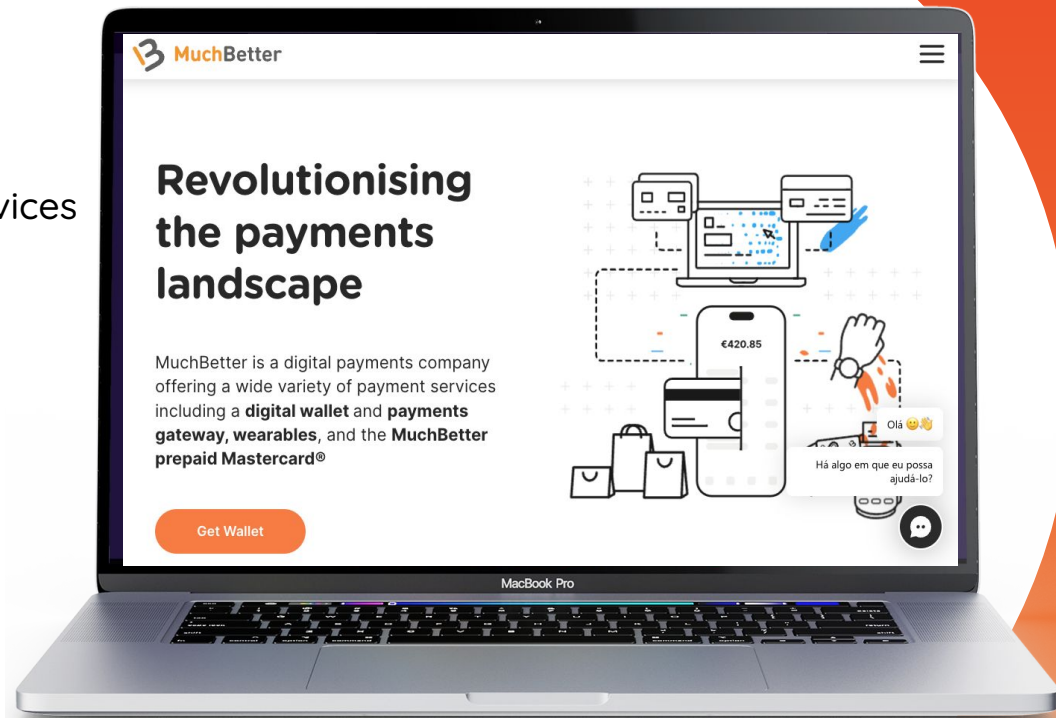 MuchBetter
vices
Revolutionising
the payments
landscape
MuchBetter is a digital payments company
offering a wide variety of payment services
including a digital wallet and payments
gateway, wearables, and the MuchBetter
prepaid Mastercard®
Get Wallet
€420.85
Olá 🙂👋
Há algo em que eu possa
ajudá-lo?
MacBook Pro